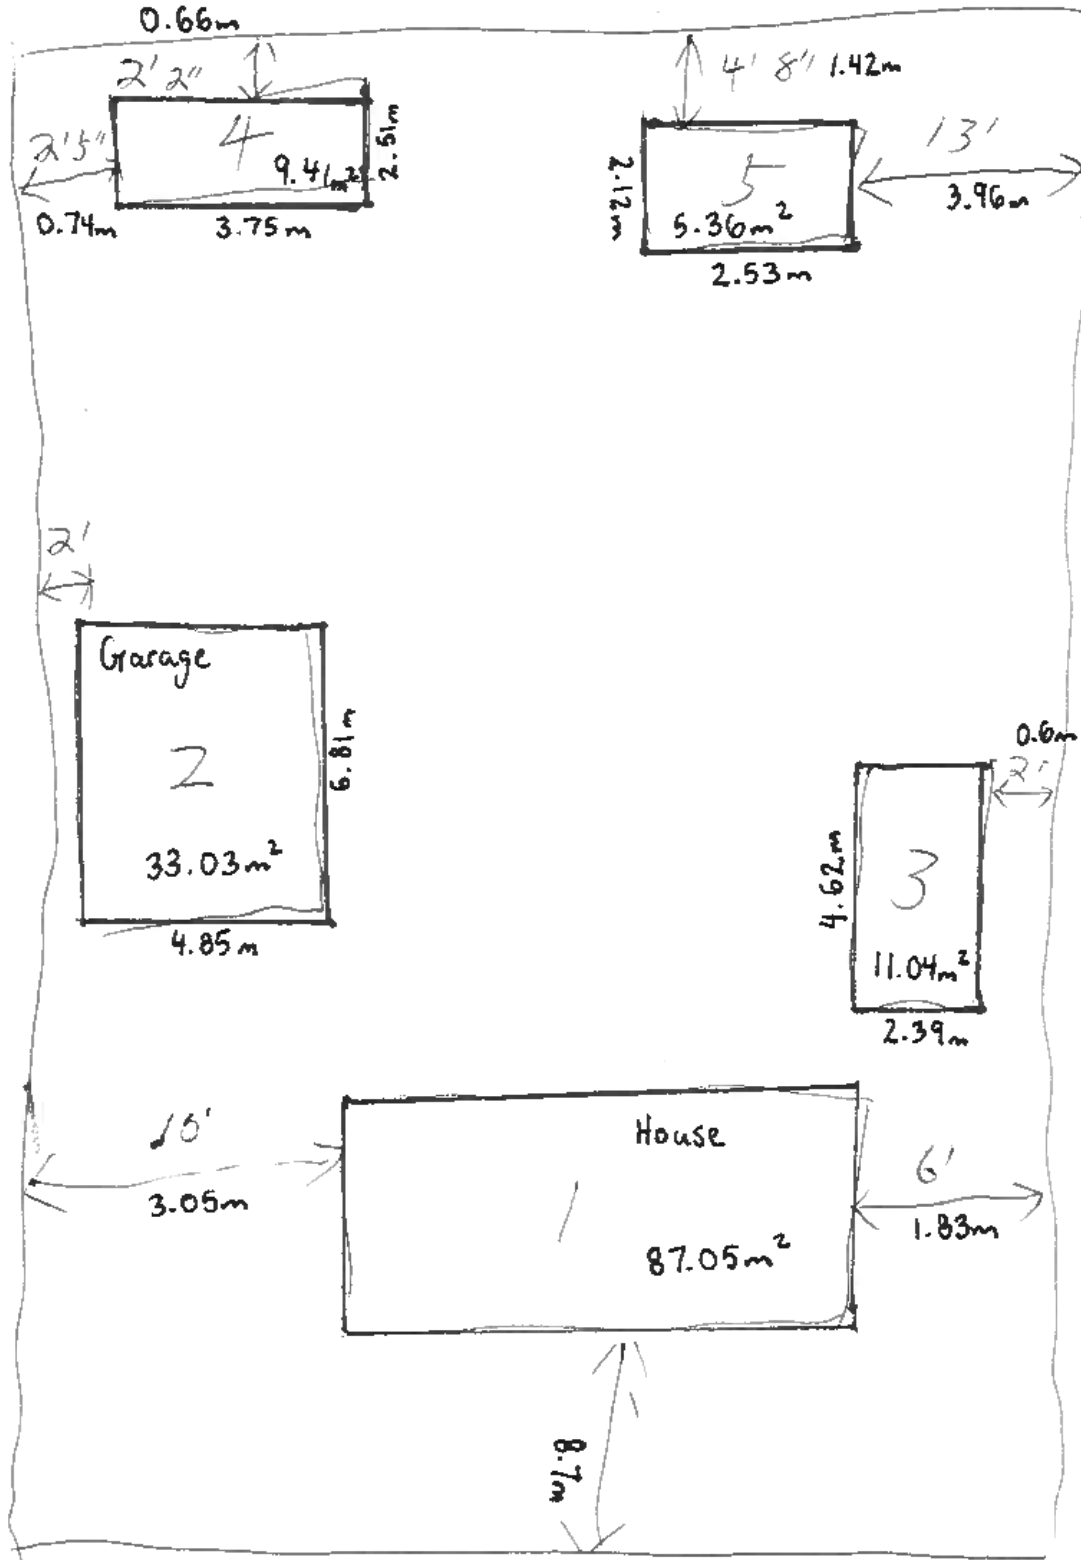 0.66m
2' 2"
4' 8" 1.42m
4
2.51m
2'5"
9.41m²
13'
5
2.12m
0.74m
3.75m
5.36m²
3.96m
2.53m
2'
Garage
2
6.81m
33.03m²
4.85m
0.6m
2'
4.62m
3
11.04m²
2.39m
10'
3.05m
House
1
87.05m²
6'
1.83m
8.7m